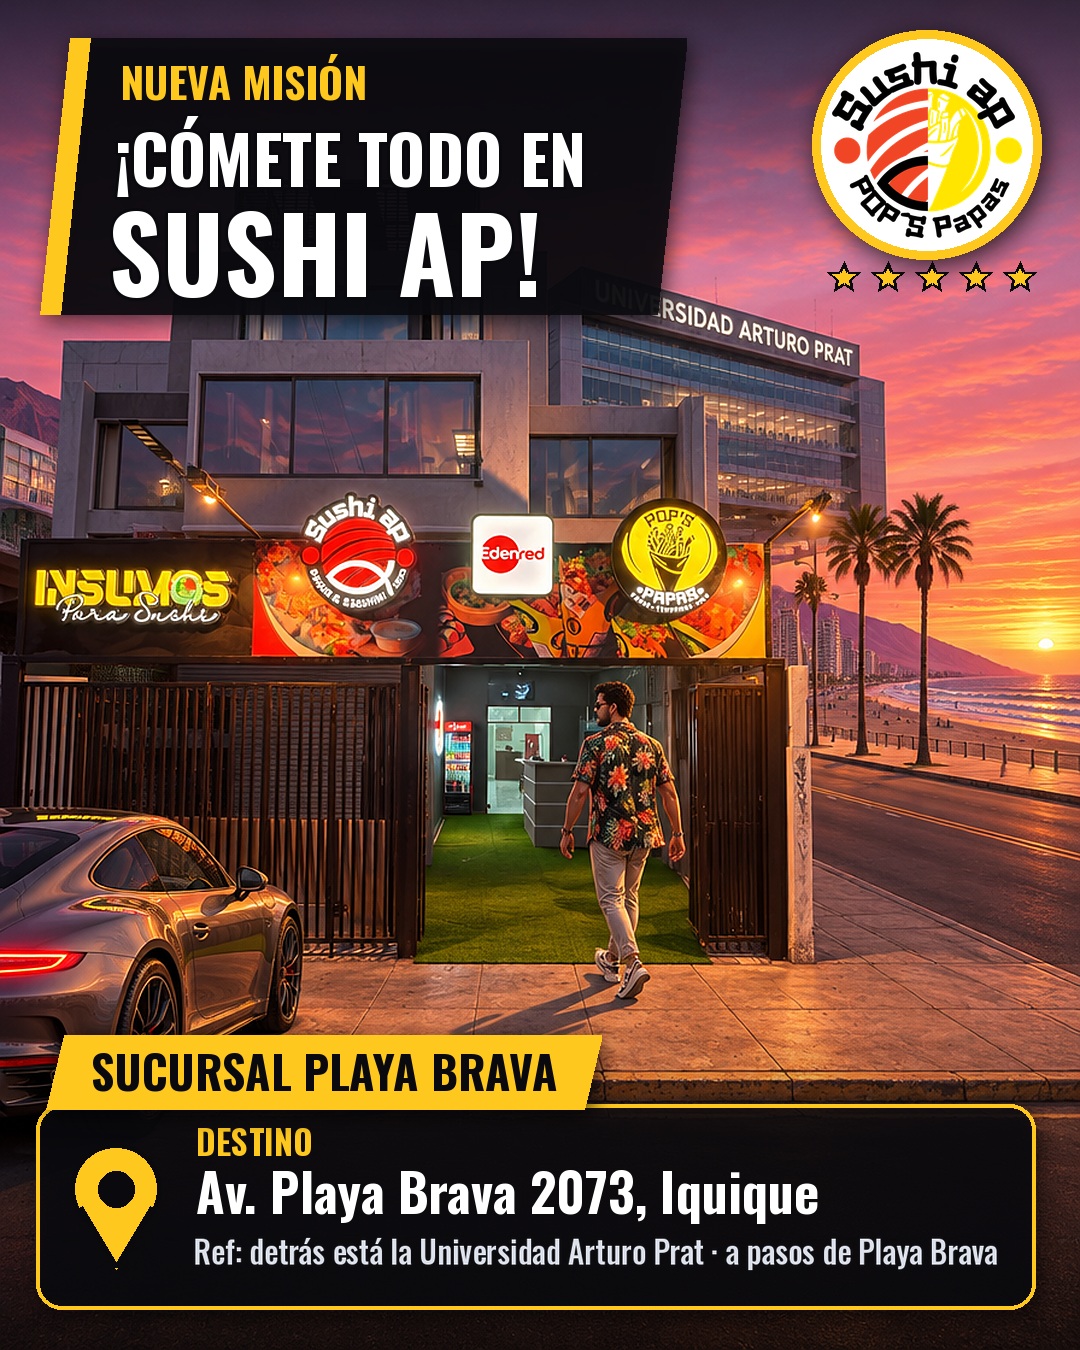 NUEVA MISIÓN
¡CÓMETE TODO EN
SUSHI AP!
Sushi ap
POP'S Papas
UNIVERSIDAD ARTURO PRAT
INSUMOS
Para Sushi
Sushi ap
Edenred
POP'S
PAPAS
SUCURSAL PLAYA BRAVA
DESTINO
Av. Playa Brava 2073, Iquique
Ref: detrás está la Universidad Arturo Prat · a pasos de Playa Brava